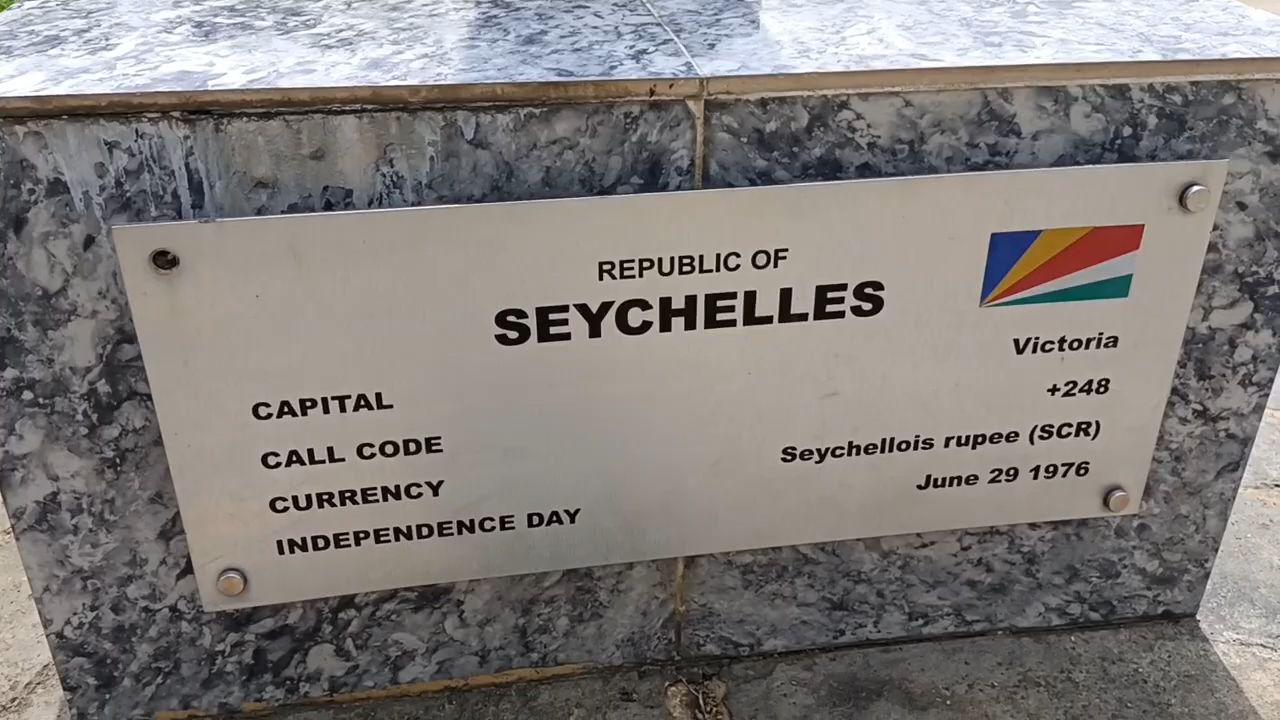 REPUBLIC OF
SEYCHELLES
CAPITAL Victoria
CALL CODE +248
CURRENCY Seychellois rupee (SCR)
INDEPENDENCE DAY June 29 1976